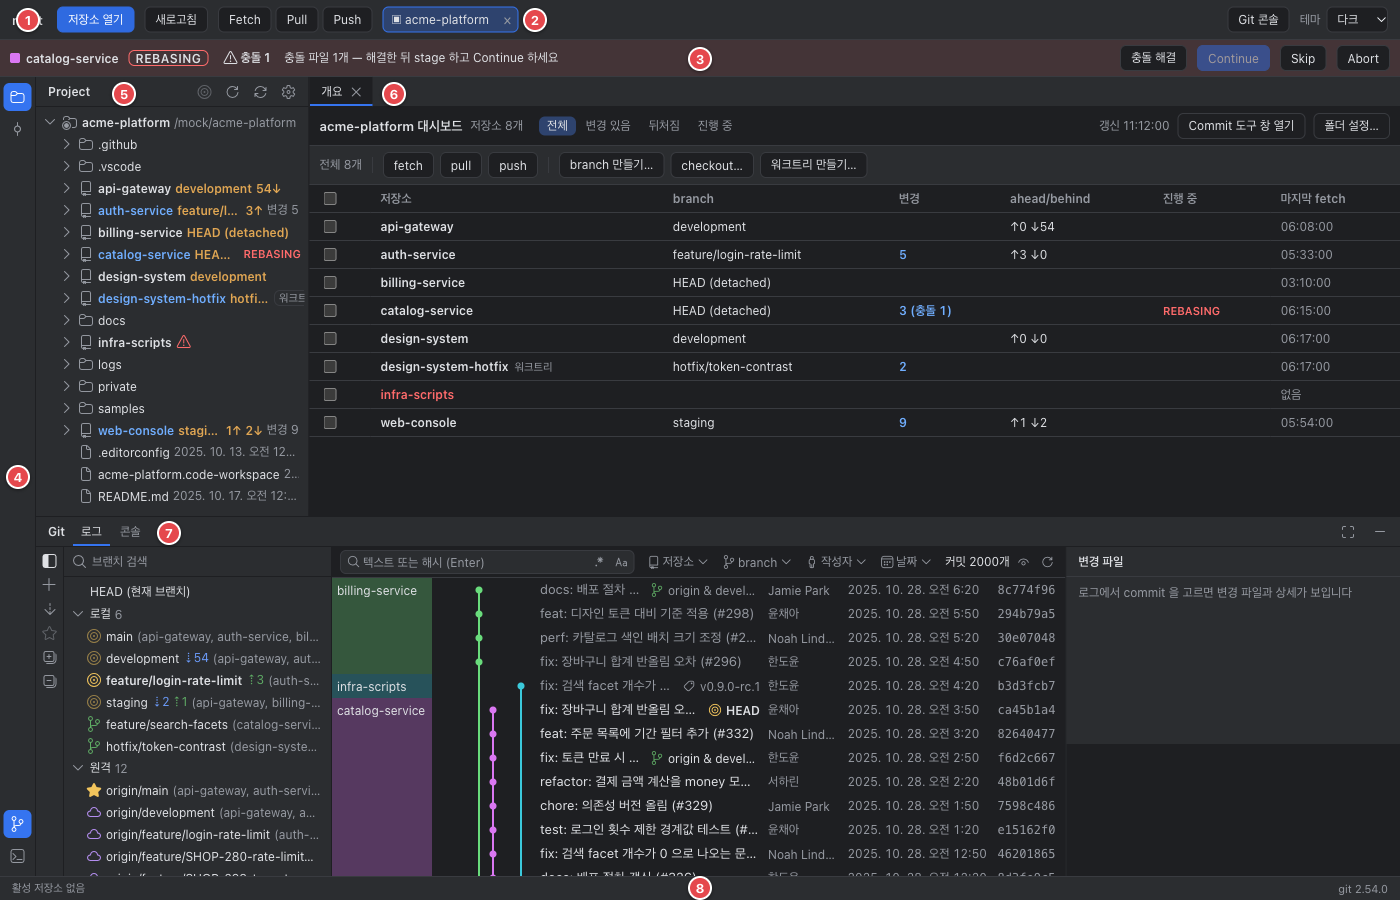 1 저장소 열기 새로고침 Fetch Pull Push acme-platform × 2 Git 콘솔 테마 다크
catalog-service REBASING 충돌 1 충돌 파일 1개 — 해결한 뒤 stage 하고 Continue 하세요 3 충돌 해결 Continue Skip Abort
Project 5
acme-platform /mock/acme-platform
.github
.vscode
api-gateway development 54↓
auth-service feature/l... 3↑ 변경 5
billing-service HEAD (detached)
catalog-service HEA... REBASING
design-system development
design-system-hotfix hotfi... 워크트
docs
infra-scripts
logs
private
samples
web-console stagi... 1↑ 2↓ 변경 9
.editorconfig 2025. 10. 13. 오전 12...
acme-platform.code-workspace 2...
README.md 2025. 10. 17. 오전 12:...
4
개요 6
acme-platform 대시보드 저장소 8개 전체 변경 있음 뒤처짐 진행 중 갱신 11:12:00 Commit 도구 창 열기 폴더 설정...
전체 8개 fetch pull push branch 만들기... checkout... 워크트리 만들기...
저장소 branch 변경 ahead/behind 진행 중 마지막 fetch
api-gateway development ↑0 ↓54 06:08:00
auth-service feature/login-rate-limit 5 ↑3 ↓0 05:33:00
billing-service HEAD (detached) 03:10:00
catalog-service HEAD (detached) 3 (충돌 1) REBASING 06:15:00
design-system development ↑0 ↓0 06:17:00
design-system-hotfix 워크트리 hotfix/token-contrast 2 06:17:00
infra-scripts 없음
web-console staging 9 ↑1 ↓2 05:54:00
Git 로그 콘솔 7
브랜치 검색
HEAD (현재 브랜치)
로컬 6
main (api-gateway, auth-service, bil...
development ↓54 (api-gateway, aut...
feature/login-rate-limit ↑3 (auth-s...
staging ↓2 ↑1 (api-gateway, billing-...
feature/search-facets (catalog-servi...
hotfix/token-contrast (design-syste...
원격 12
origin/main (api-gateway, auth-servi...
origin/development (api-gateway, a...
origin/feature/login-rate-limit (auth-...
origin/feature/SHOP-280-rate-limit...
텍스트 또는 해시 (Enter) .* Aa 저장소 branch 작성자 날짜 커밋 2000개
billing-service docs: 배포 절차 ... origin & devel... Jamie Park 2025. 10. 28. 오전 6:20 8c774f96
feat: 디자인 토큰 대비 기준 적용 (#298) 윤채아 2025. 10. 28. 오전 5:50 294b79a5
perf: 카탈로그 색인 배치 크기 조정 (#2... Noah Lind... 2025. 10. 28. 오전 5:20 30e07048
fix: 장바구니 합계 반올림 오차 (#296) 한도윤 2025. 10. 28. 오전 4:50 c76af0ef
infra-scripts fix: 검색 facet 개수가 ... v0.9.0-rc.1 한도윤 2025. 10. 28. 오전 4:20 b3d3fcb7
catalog-service fix: 장바구니 합계 반올림 오... HEAD 윤채아 2025. 10. 28. 오전 3:50 ca45b1a4
feat: 주문 목록에 기간 필터 추가 (#332) Noah Lind... 2025. 10. 28. 오전 3:20 82640477
fix: 토큰 만료 시 ... origin & devel... 한도윤 2025. 10. 28. 오전 2:50 f6d2c667
refactor: 결제 금액 계산을 money 모... 서하린 2025. 10. 28. 오전 2:20 48b01d6f
chore: 의존성 버전 올림 (#329) Jamie Park 2025. 10. 28. 오전 1:50 7598c486
test: 로그인 횟수 제한 경계값 테스트 (#... 윤채아 2025. 10. 28. 오전 1:20 e15162f0
fix: 검색 facet 개수가 0 으로 나오는 문... Noah Lind... 2025. 10. 28. 오전 12:50 46201865
변경 파일
로그에서 commit 을 고르면 변경 파일과 상세가 보입니다
활성 저장소 없음 8 git 2.54.0